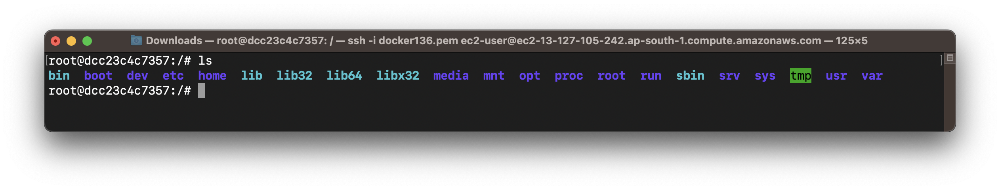 Downloads — root@dcc23c4c7357: / — ssh -i docker136.pem ec2-user@ec2-13-127-105-242.ap-south-1.compute.amazonaws.com — 125×5
[root@dcc23c4c7357:/# ls ]
bin boot dev etc home lib lib32 lib64 libx32 media mnt opt proc root run sbin srv sys tmp usr var
root@dcc23c4c7357:/#